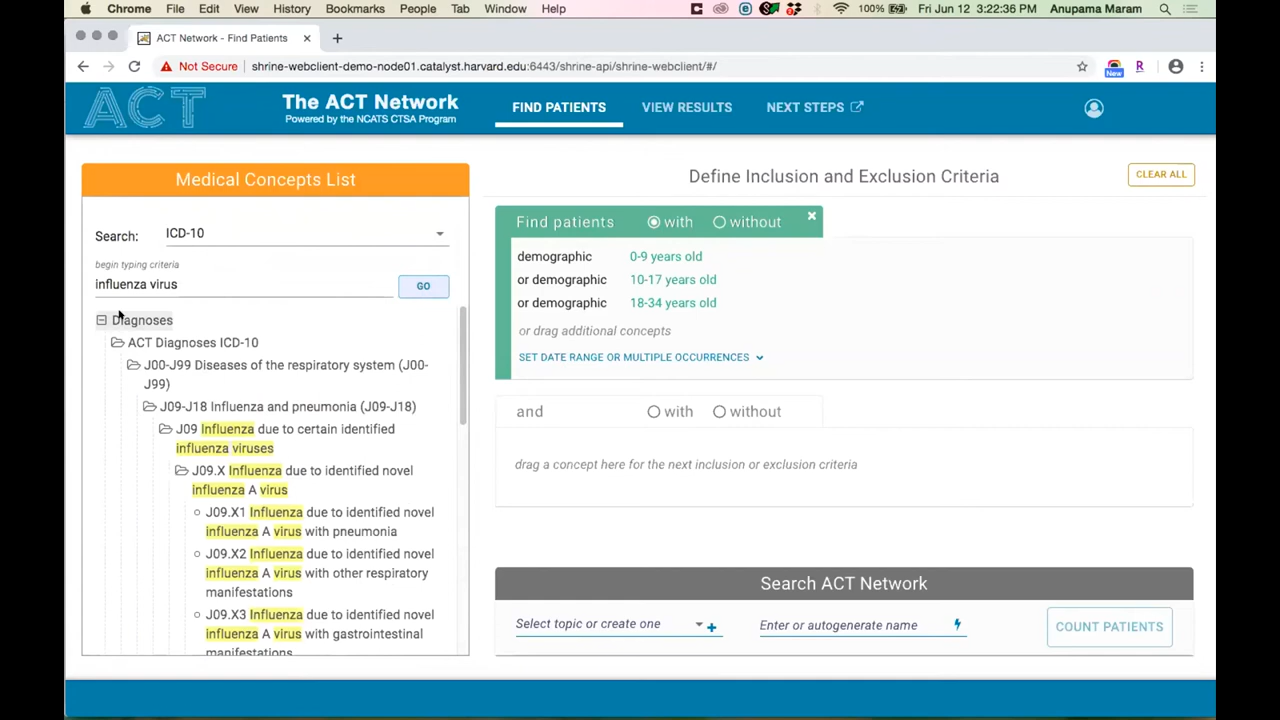 Chrome File Edit View History Bookmarks People Tab Window Help 100% Fri Jun 12 3:22:36 PM Anupama Maram
ACT Network - Find Patients
Not Secure shrine-webclient-demo-node01.catalyst.harvard.edu:6443/shrine-api/shrine-webclient/#/
New
R
ACT
The ACT Network
Powered by the NCATS CTSA Program
FIND PATIENTS VIEW RESULTS NEXT STEPS
Medical Concepts List
Search: ICD-10
begin typing criteria
influenza virus GO
Diagnoses
ACT Diagnoses ICD-10
J00-J99 Diseases of the respiratory system (J00-
J99)
J09-J18 Influenza and pneumonia (J09-J18)
J09 Influenza due to certain identified
influenza viruses
J09.X Influenza due to identified novel
influenza A virus
J09.X1 Influenza due to identified novel
influenza A virus with pneumonia
J09.X2 Influenza due to identified novel
influenza A virus with other respiratory
manifestations
J09.X3 Influenza due to identified novel
influenza A virus with gastrointestinal
manifestations
Define Inclusion and Exclusion Criteria
CLEAR ALL
Find patients with without
demographic 0-9 years old
or demographic 10-17 years old
or demographic 18-34 years old
or drag additional concepts
SET DATE RANGE OR MULTIPLE OCCURRENCES
and with without
drag a concept here for the next inclusion or exclusion criteria
Search ACT Network
Select topic or create one
Enter or autogenerate name
COUNT PATIENTS